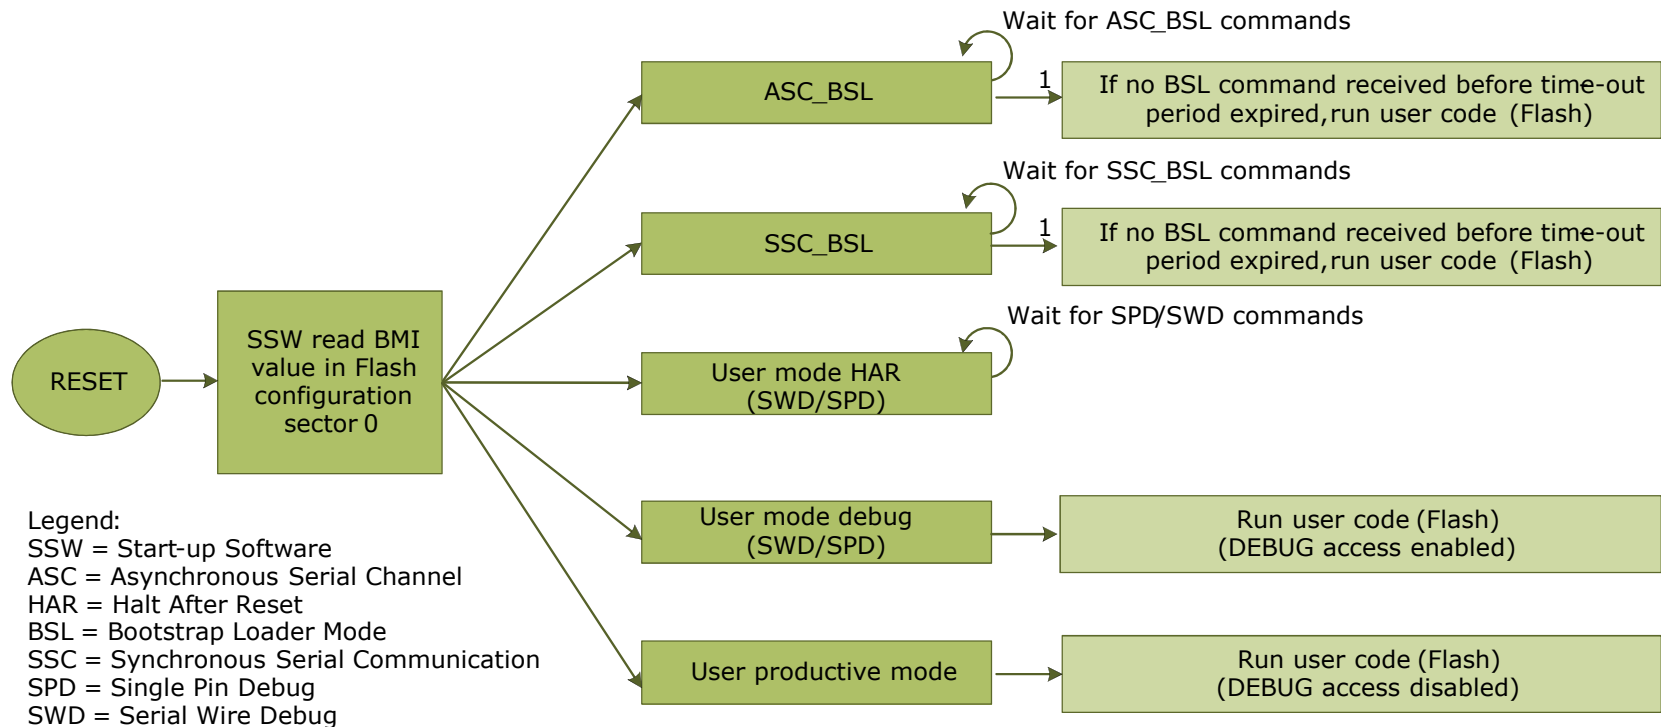 Wait for ASC_BSL commands
ASC_BSL
1
If no BSL command received before time-out
period expired,run user code (Flash)
Wait for SSC_BSL commands
SSC_BSL
1
If no BSL command received before time-out
period expired,run user code (Flash)
RESET
SSW read BMI
value in Flash
configuration
sector 0
Wait for SPD/SWD commands
User mode HAR
(SWD/SPD)
User mode debug
(SWD/SPD)
Run user code (Flash)
(DEBUG access enabled)
User productive mode
Run user code (Flash)
(DEBUG access disabled)
Legend:
SSW = Start-up Software
ASC = Asynchronous Serial Channel
HAR = Halt After Reset
BSL = Bootstrap Loader Mode
SSC = Synchronous Serial Communication
SPD = Single Pin Debug
SWD = Serial Wire Debug